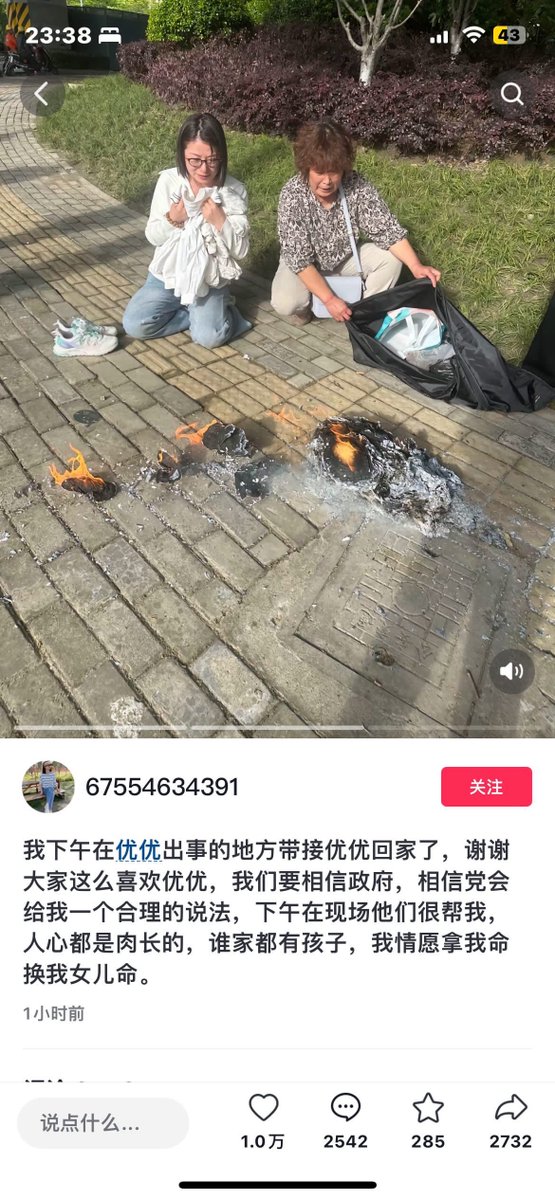 23:38
43
67554634391
关注
我下午在优优出事的地方带接优优回家了，谢谢
大家这么喜欢优优，我们要相信政府，相信党会
给我一个合理的说法，下午在现场他们很帮我，
人心都是肉长的，谁家都有孩子，我情愿拿我命
换我女儿命。
1小时前
说点什么...
1.0万
2542
285
2732